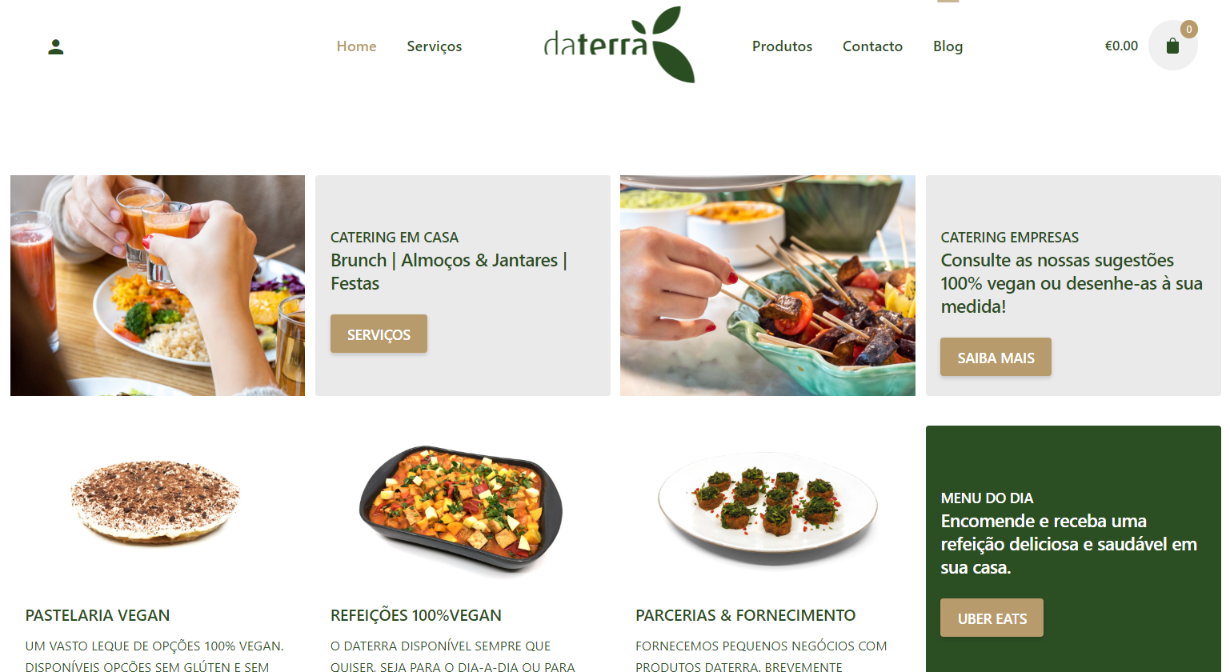 Home
Serviços
daterra
Produtos
Contacto
Blog
€0.00
0
CATERING EM CASA
Brunch | Almoços & Jantares |
Festas
SERVIÇOS
CATERING EMPRESAS
Consulte as nossas sugestões
100% vegan ou desenhe-as à sua
medida!
SAIBA MAIS
PASTELARIA VEGAN
UM VASTO LEQUE DE OPÇÕES 100% VEGAN.
DISPONÍVEIS OPÇÕES SEM GLÚTEN E SEM
REFEIÇÕES 100%VEGAN
O DATERRA DISPONÍVEL SEMPRE QUE
QUISER, SEJA PARA O DIA-A-DIA OU PARA
PARCERIAS & FORNECIMENTO
FORNECEMOS PEQUENOS NEGÓCIOS COM
PRODUTOS DATERRA. BREVEMENTE
MENU DO DIA
Encomende e receba uma
refeição deliciosa e saudável em
sua casa.
UBER EATS